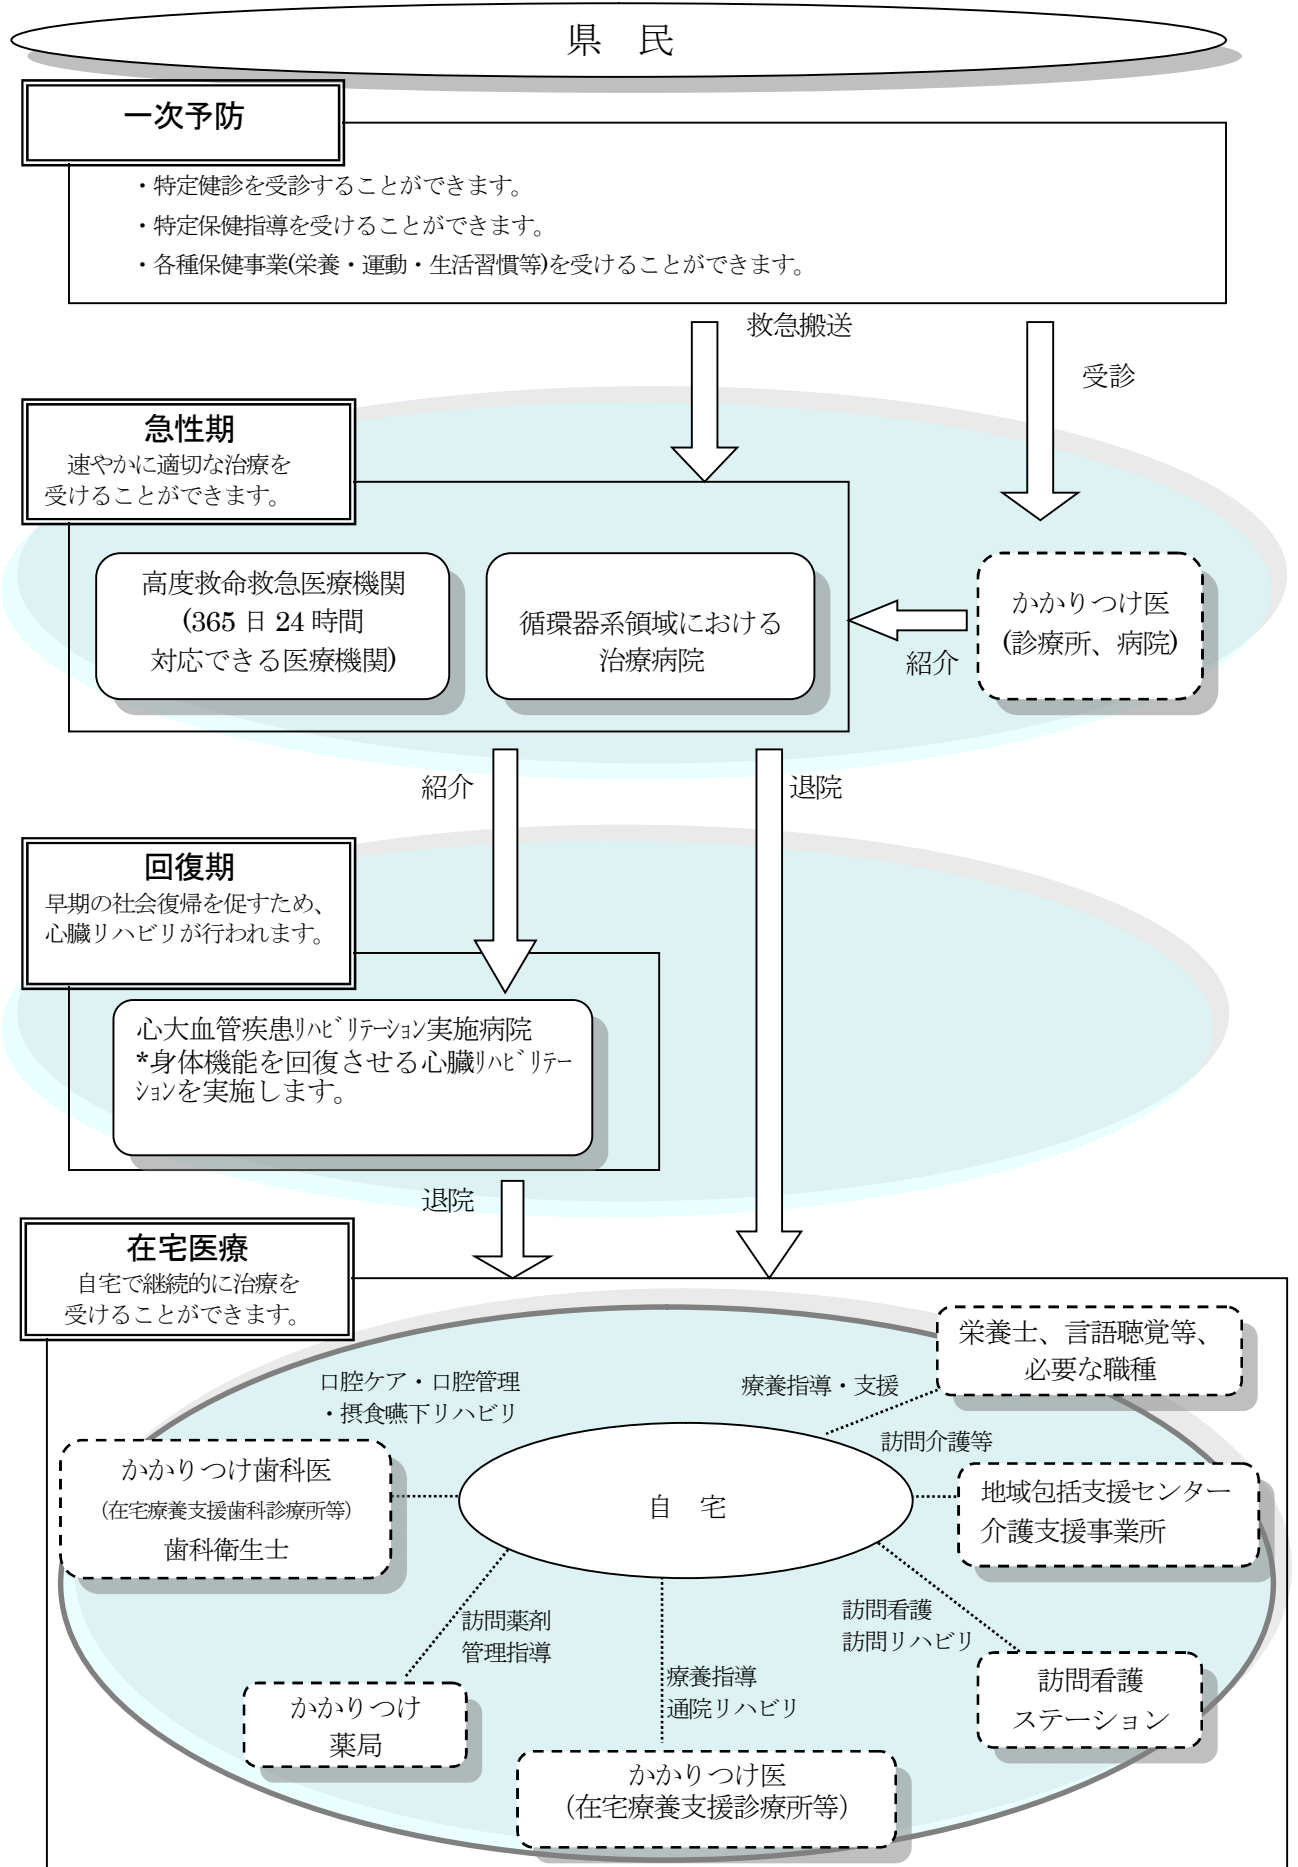 県 民
一次予防
・特定健診を受診することができます。
・特定保健指導を受けることができます。
・各種保健事業(栄養・運動・生活習慣等)を受けることができます。
救急搬送
受診
急性期
速やかに適切な治療を
受けることができます。
高度救命救急医療機関
(365 日 24 時間
対応できる医療機関)
循環器系領域における
治療病院
かかりつけ医
(診療所、病院)
紹介
紹介
退院
回復期
早期の社会復帰を促すため、
心臓リハビリが行われます。
心大血管疾患ﾘﾊﾋﾞﾘﾃｰｼｮﾝ実施病院
*身体機能を回復させる心臓ﾘﾊﾋﾞﾘﾃｰ
ｼｮﾝを実施します。
退院
在宅医療
自宅で継続的に治療を
受けることができます。
栄養士、言語聴覚等、
必要な職種
口腔ケア・口腔管理
・摂食嚥下リハビリ
療養指導・支援
訪問介護等
かかりつけ歯科医
(在宅療養支援歯科診療所等)
歯科衛生士
自 宅
地域包括支援センター
介護支援事業所
訪問薬剤
管理指導
訪問看護
訪問リハビリ
療養指導
通院リハビリ
かかりつけ
薬局
訪問看護
ステーション
かかりつけ医
(在宅療養支援診療所等)